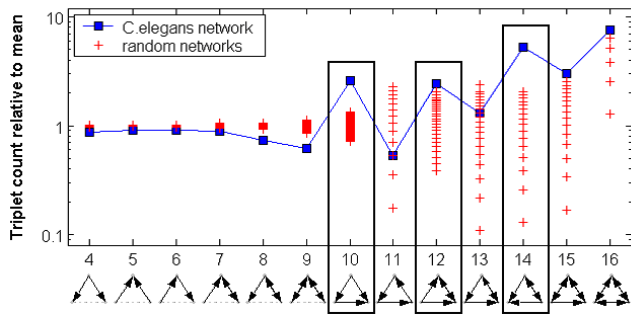 10
C.elegans network
random networks
1
0.1
Triplet count relative to mean
4 5 6 7 8 9 10 11 12 13 14 15 16